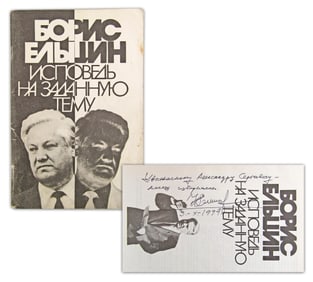 БОРИС
ЕЛЬЦИН
ИСПОВЕДЬ
НА ЗАДАННУЮ
ТЕМУ
Уважаемому Александру Сергеевичу –
БОРИС
ЕЛЬЦИН
ИСПОВЕДЬ
НА ЗАДАННУЮ
ТЕМУ